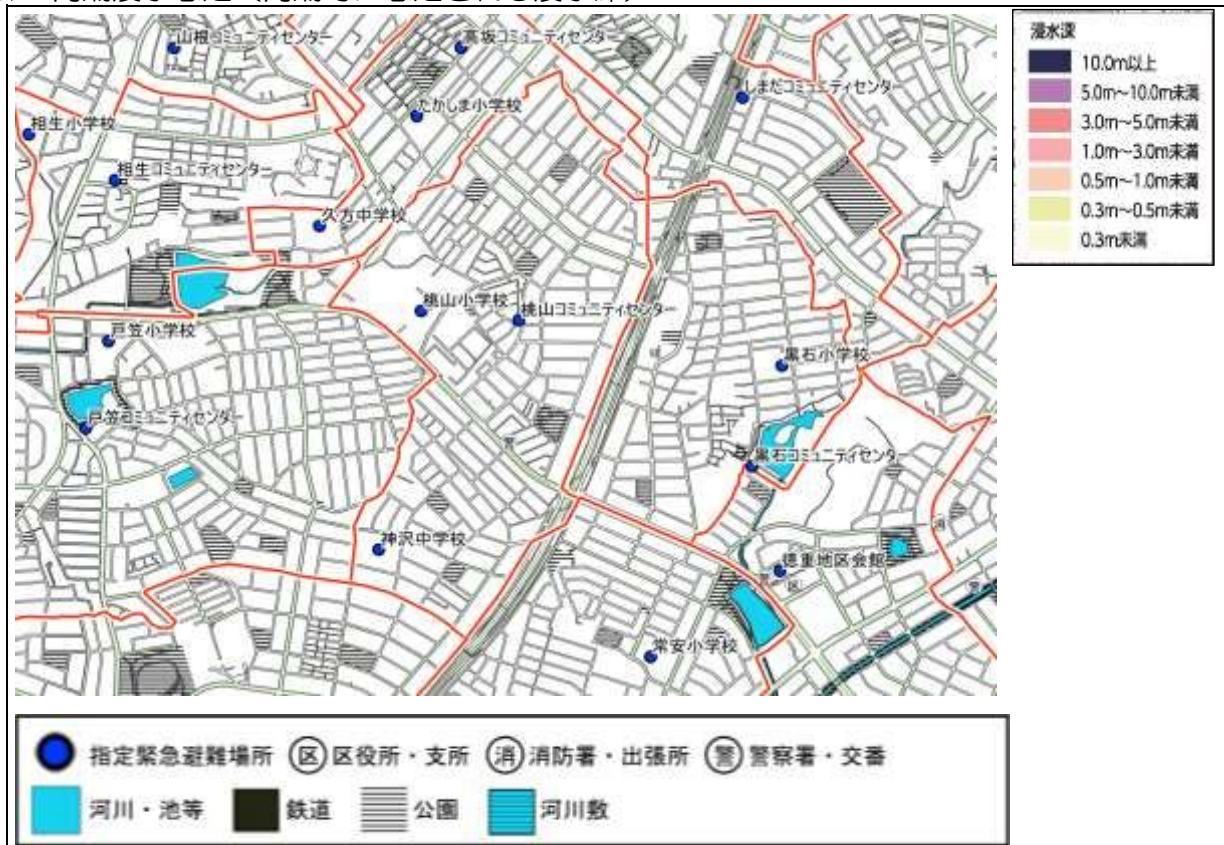 山根コミュニティセンター
高坂コミュニティセンター
しまだコミュニティセンター
たかしま小学校
相生小学校
相生コミュニティセンター
久方中学校
桃山小学校
桃山コミュニティセンター
戸笠小学校
黒石小学校
戸笠コミュニティセンター
黒石コミュニティセンター
消
神沢中学校
徳重地区会館
区
常安小学校
浸水深
10.0m以上
5.0m～10.0m未満
3.0m～5.0m未満
1.0m～3.0m未満
0.5m～1.0m未満
0.3m～0.5m未満
0.3m未満
指定緊急避難場所 区 区役所・支所 消 消防署・出張所 警 警察署・交番
河川・池等 鉄道 公園 河川敷